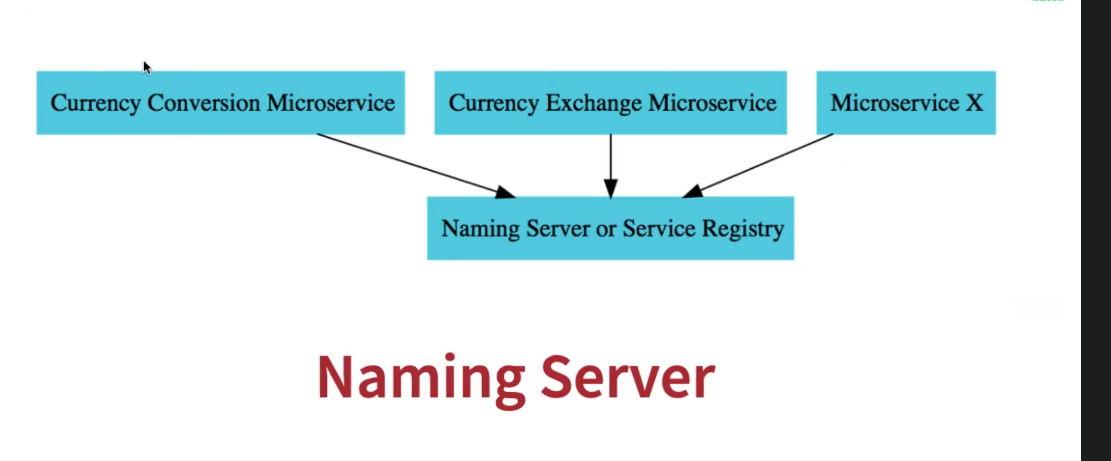 Currency Conversion Microservice
Currency Exchange Microservice
Microservice X
Naming Server or Service Registry
Naming Server